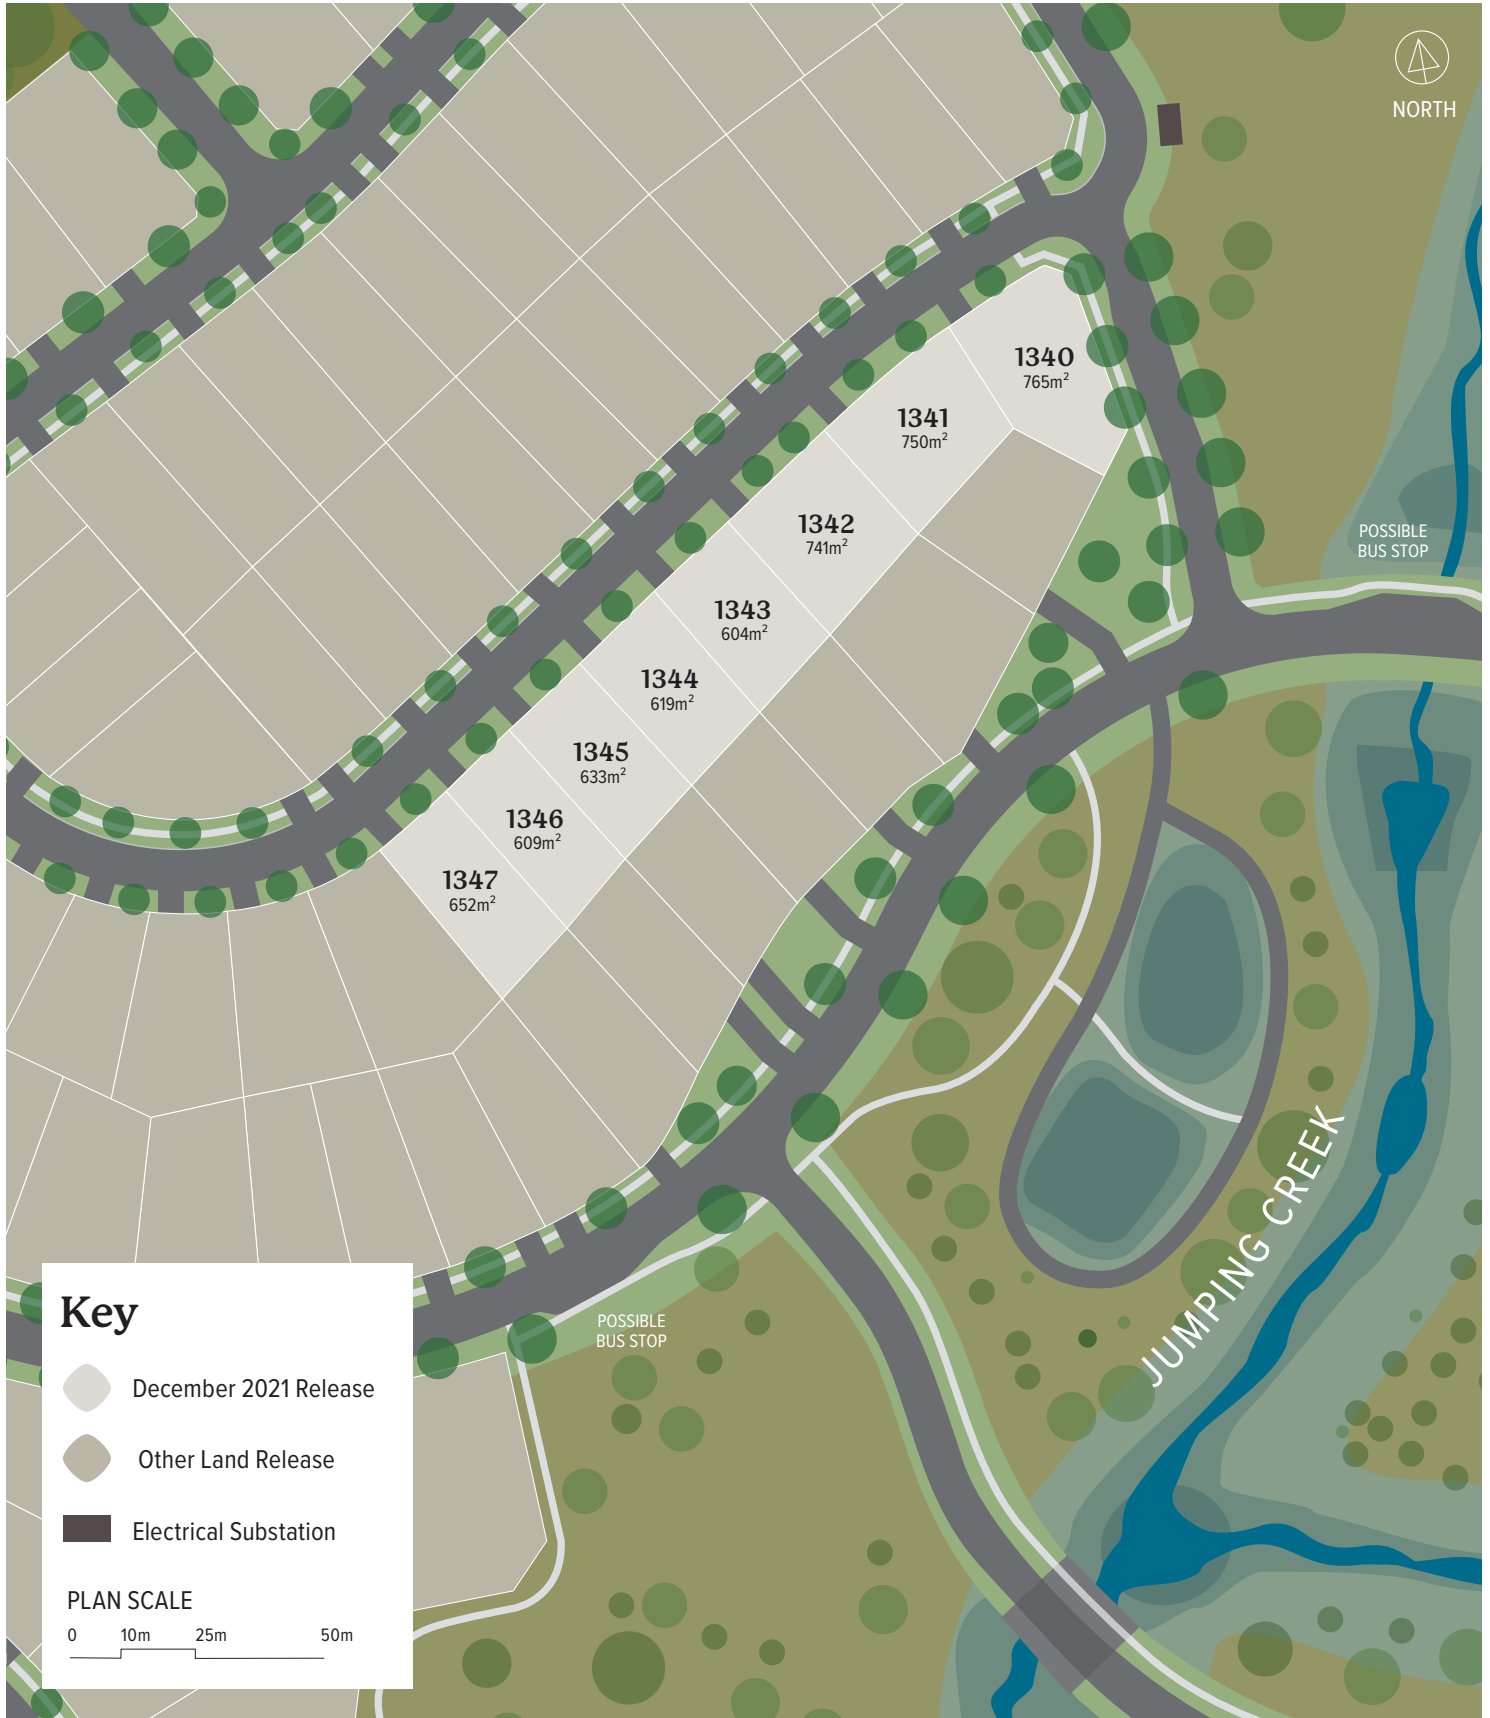 NORTH
1340
765m²
1341
750m²
1342
741m²
POSSIBLE
BUS STOP
1343
604m²
1344
619m²
1345
633m²
1346
609m²
1347
652m²
JUMPING CREEK
POSSIBLE
BUS STOP
Key
December 2021 Release
Other Land Release
Electrical Substation
PLAN SCALE
0 10m 25m 50m